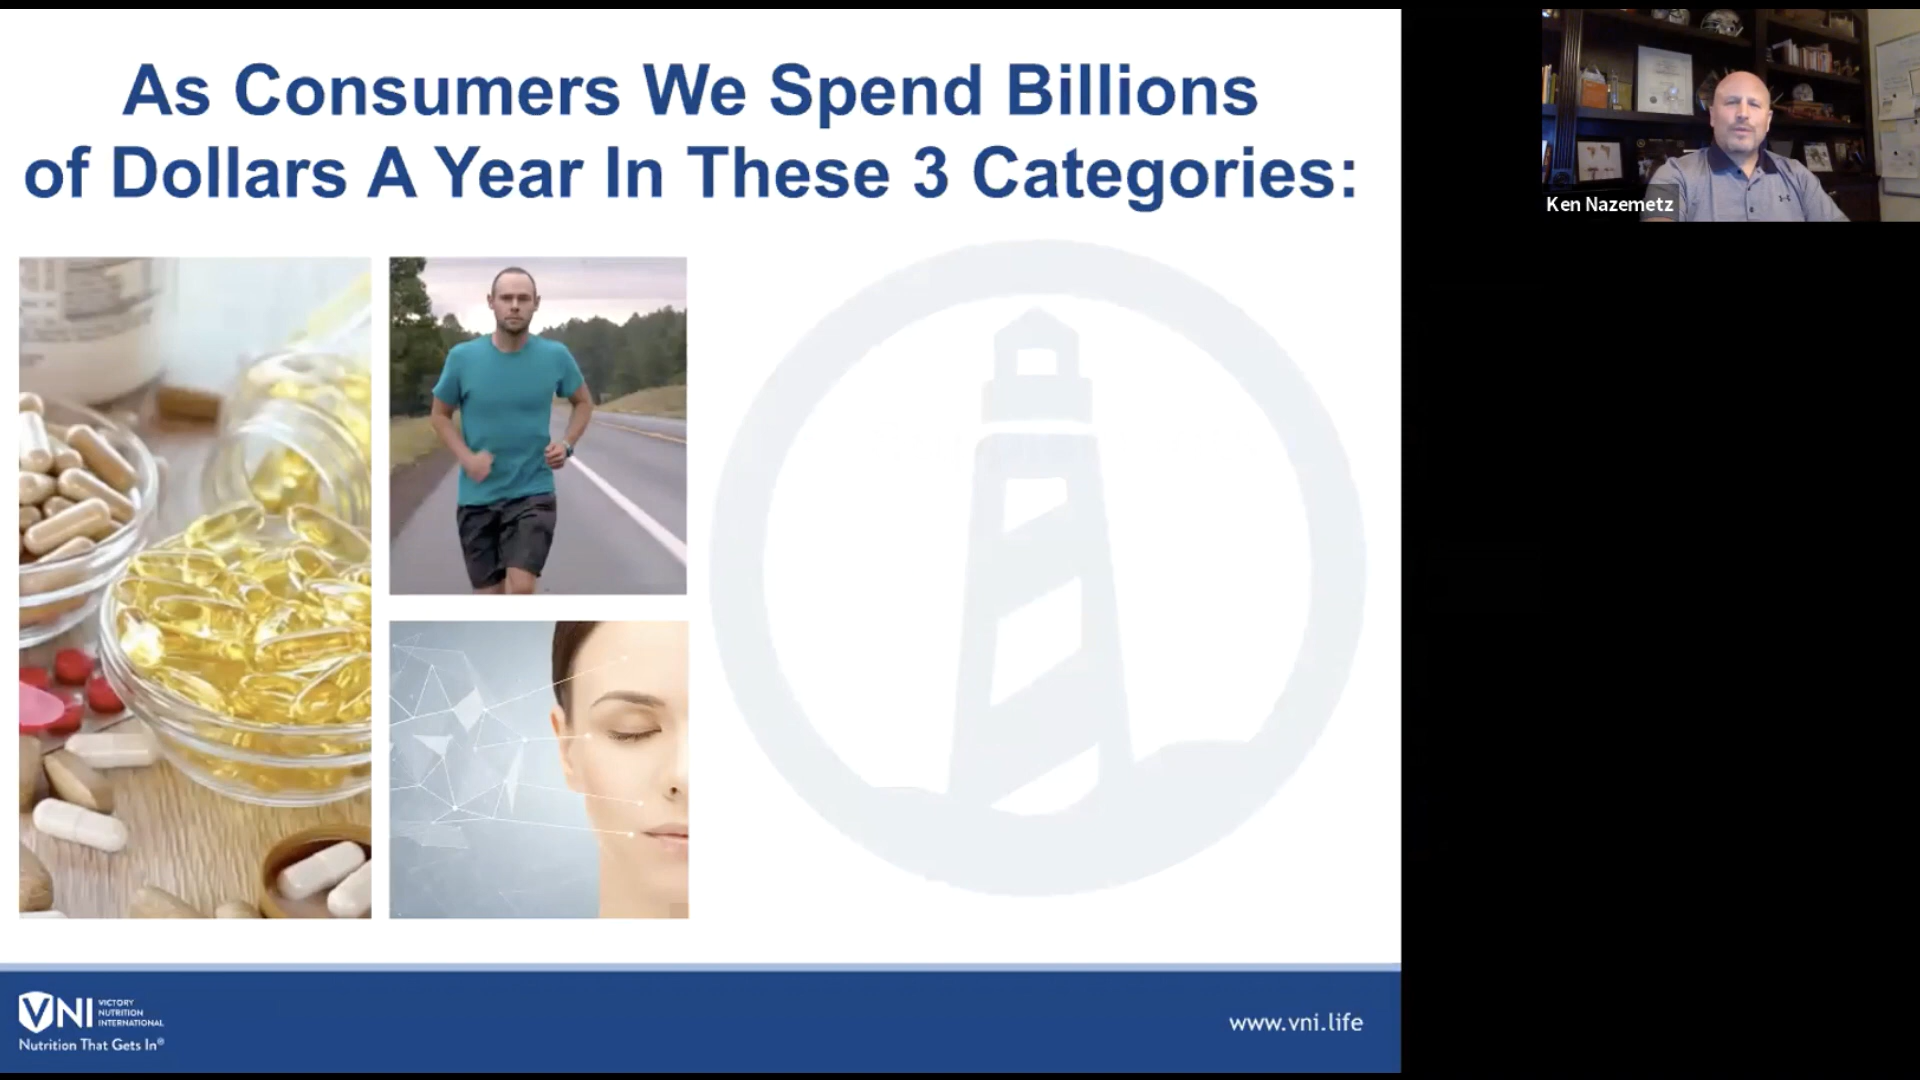 As Consumers We Spend Billions
of Dollars A Year In These 3 Categories:
Ken Nazemetz
VNI
VICTORY
NUTRITION
INTERNATIONAL
Nutrition That Gets In®
www.vni.life